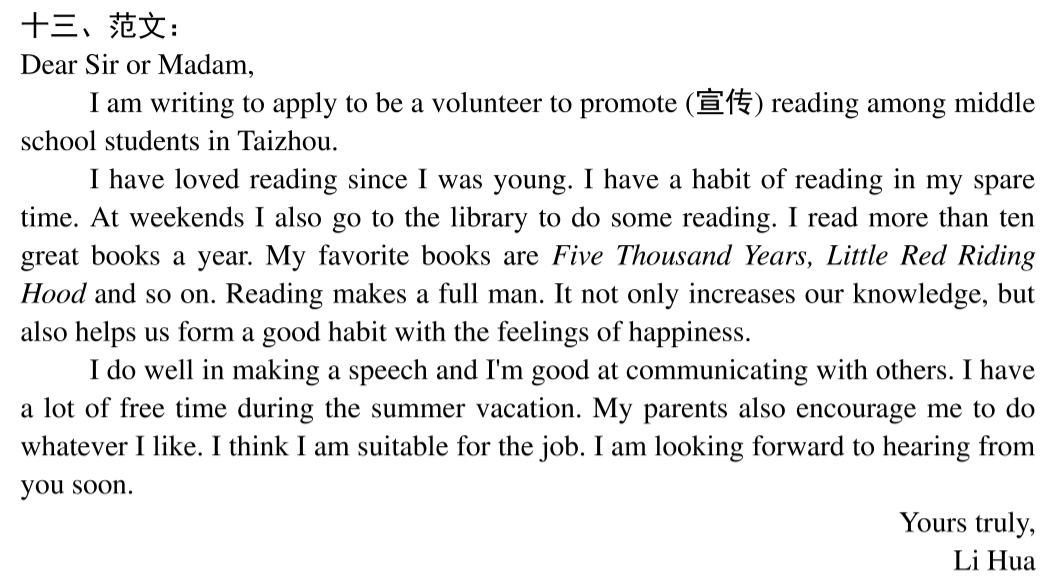 十三、范文：
Dear Sir or Madam,
I am writing to apply to be a volunteer to promote (宣传) reading among middle
school students in Taizhou.
I have loved reading since I was young. I have a habit of reading in my spare
time. At weekends I also go to the library to do some reading. I read more than ten
great books a year. My favorite books are Five Thousand Years, Little Red Riding
Hood and so on. Reading makes a full man. It not only increases our knowledge, but
also helps us form a good habit with the feelings of happiness.
I do well in making a speech and I'm good at communicating with others. I have
a lot of free time during the summer vacation. My parents also encourage me to do
whatever I like. I think I am suitable for the job. I am looking forward to hearing from
you soon.
Yours truly,
Li Hua